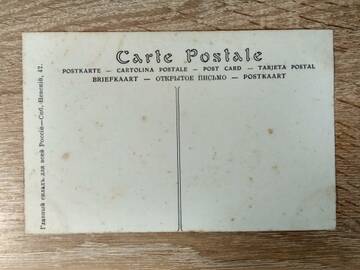 Carte Postale
POSTKARTE — CARTOLINA POSTALE — POST CARD — TARJETA POSTAL
BRIEFKAART — ОТКРЫТОЕ ПИСЬМО — POSTKAART
Главный складъ для всей Россіи—Спб. Невскій, 42.